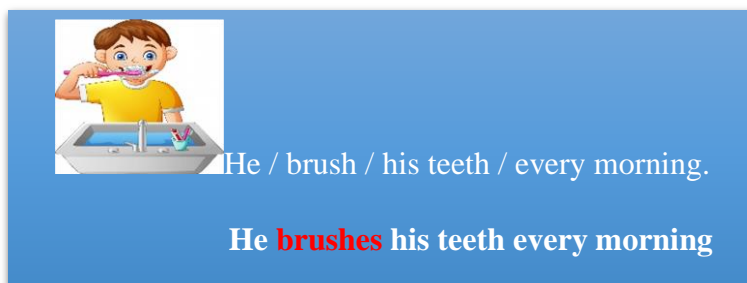 He / brush / his teeth / every morning.
He brushes his teeth every morning